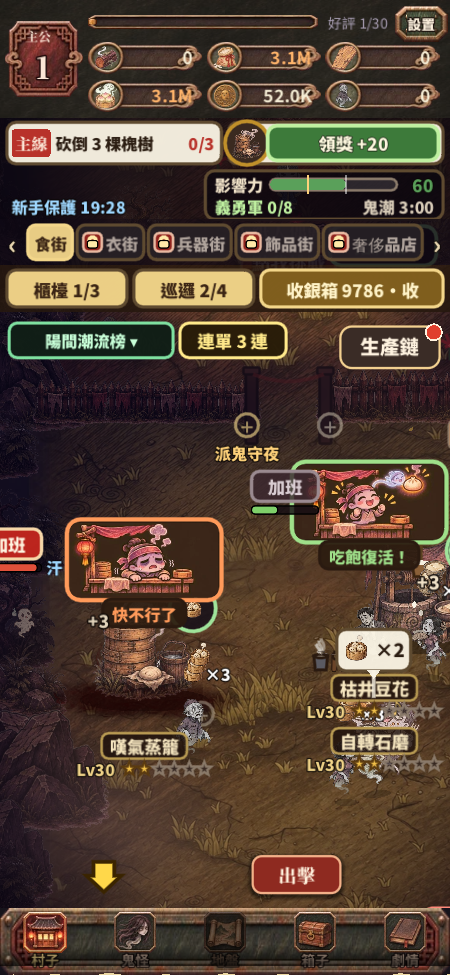 主公
1
好評 1/30
設置
0
3.1M
0
3.1M
52.0K
0
主線 砍倒 3 棵槐樹 0/3
領獎 +20
影響力 60
新手保護 19:28
義勇軍 0/8 鬼潮 3:00
‹ 食街 衣街 兵器街 飾品街 奢侈品店 ›
櫃檯 1/3
巡邏 2/4
收銀箱 9786・收
陽間潮流榜 ▾
連單 3 連
生產鏈
派鬼守夜
加班
吃飽復活！
加班
汗
快不行了
+3
+3
×3
×2
枯井豆花
Lv30
×3
自轉石磨
Lv30
嘆氣蒸籠
Lv30
出擊
村子
鬼怪
地盤
箱子
劇情